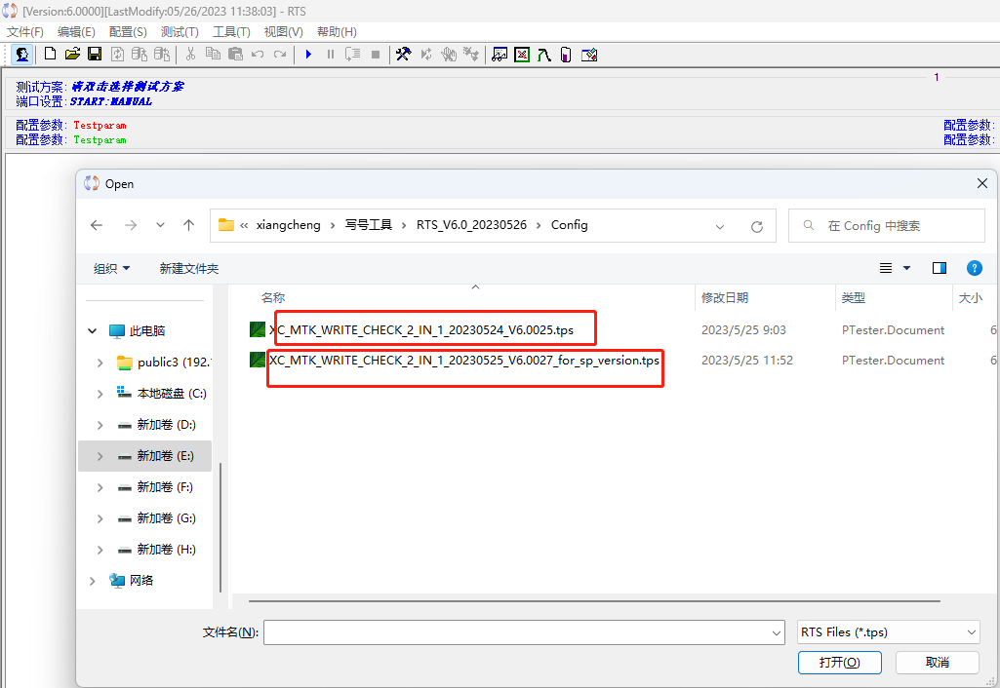 [Version:6.0000][LastModify:05/26/2023 11:38:03] - RTS
文件(F) 编辑(E) 配置(S) 测试(T) 工具(T) 视图(V) 帮助(H)
1
测试方案: 请双击选择测试方案
端口设置: START:MANUAL
配置参数: Testparam 配置参数:
配置参数: Testparam 配置参数:
Open
« xiangcheng › 写号工具 › RTS_V6.0_20230526 › Config
在 Config 中搜索
组织 新建文件夹
名称 修改日期 类型 大小
XC_MTK_WRITE_CHECK_2_IN_1_20230524_V6.0025.tps 2023/5/25 9:03 PTester.Document 6
XC_MTK_WRITE_CHECK_2_IN_1_20230525_V6.0027_for_sp_version.tps 2023/5/25 11:52 PTester.Document 6
此电脑
public3 (192.
本地磁盘 (C:)
新加卷 (D:)
新加卷 (E:)
新加卷 (F:)
新加卷 (G:)
新加卷 (H:)
网络
文件名(N): RTS Files (*.tps)
打开(O) 取消